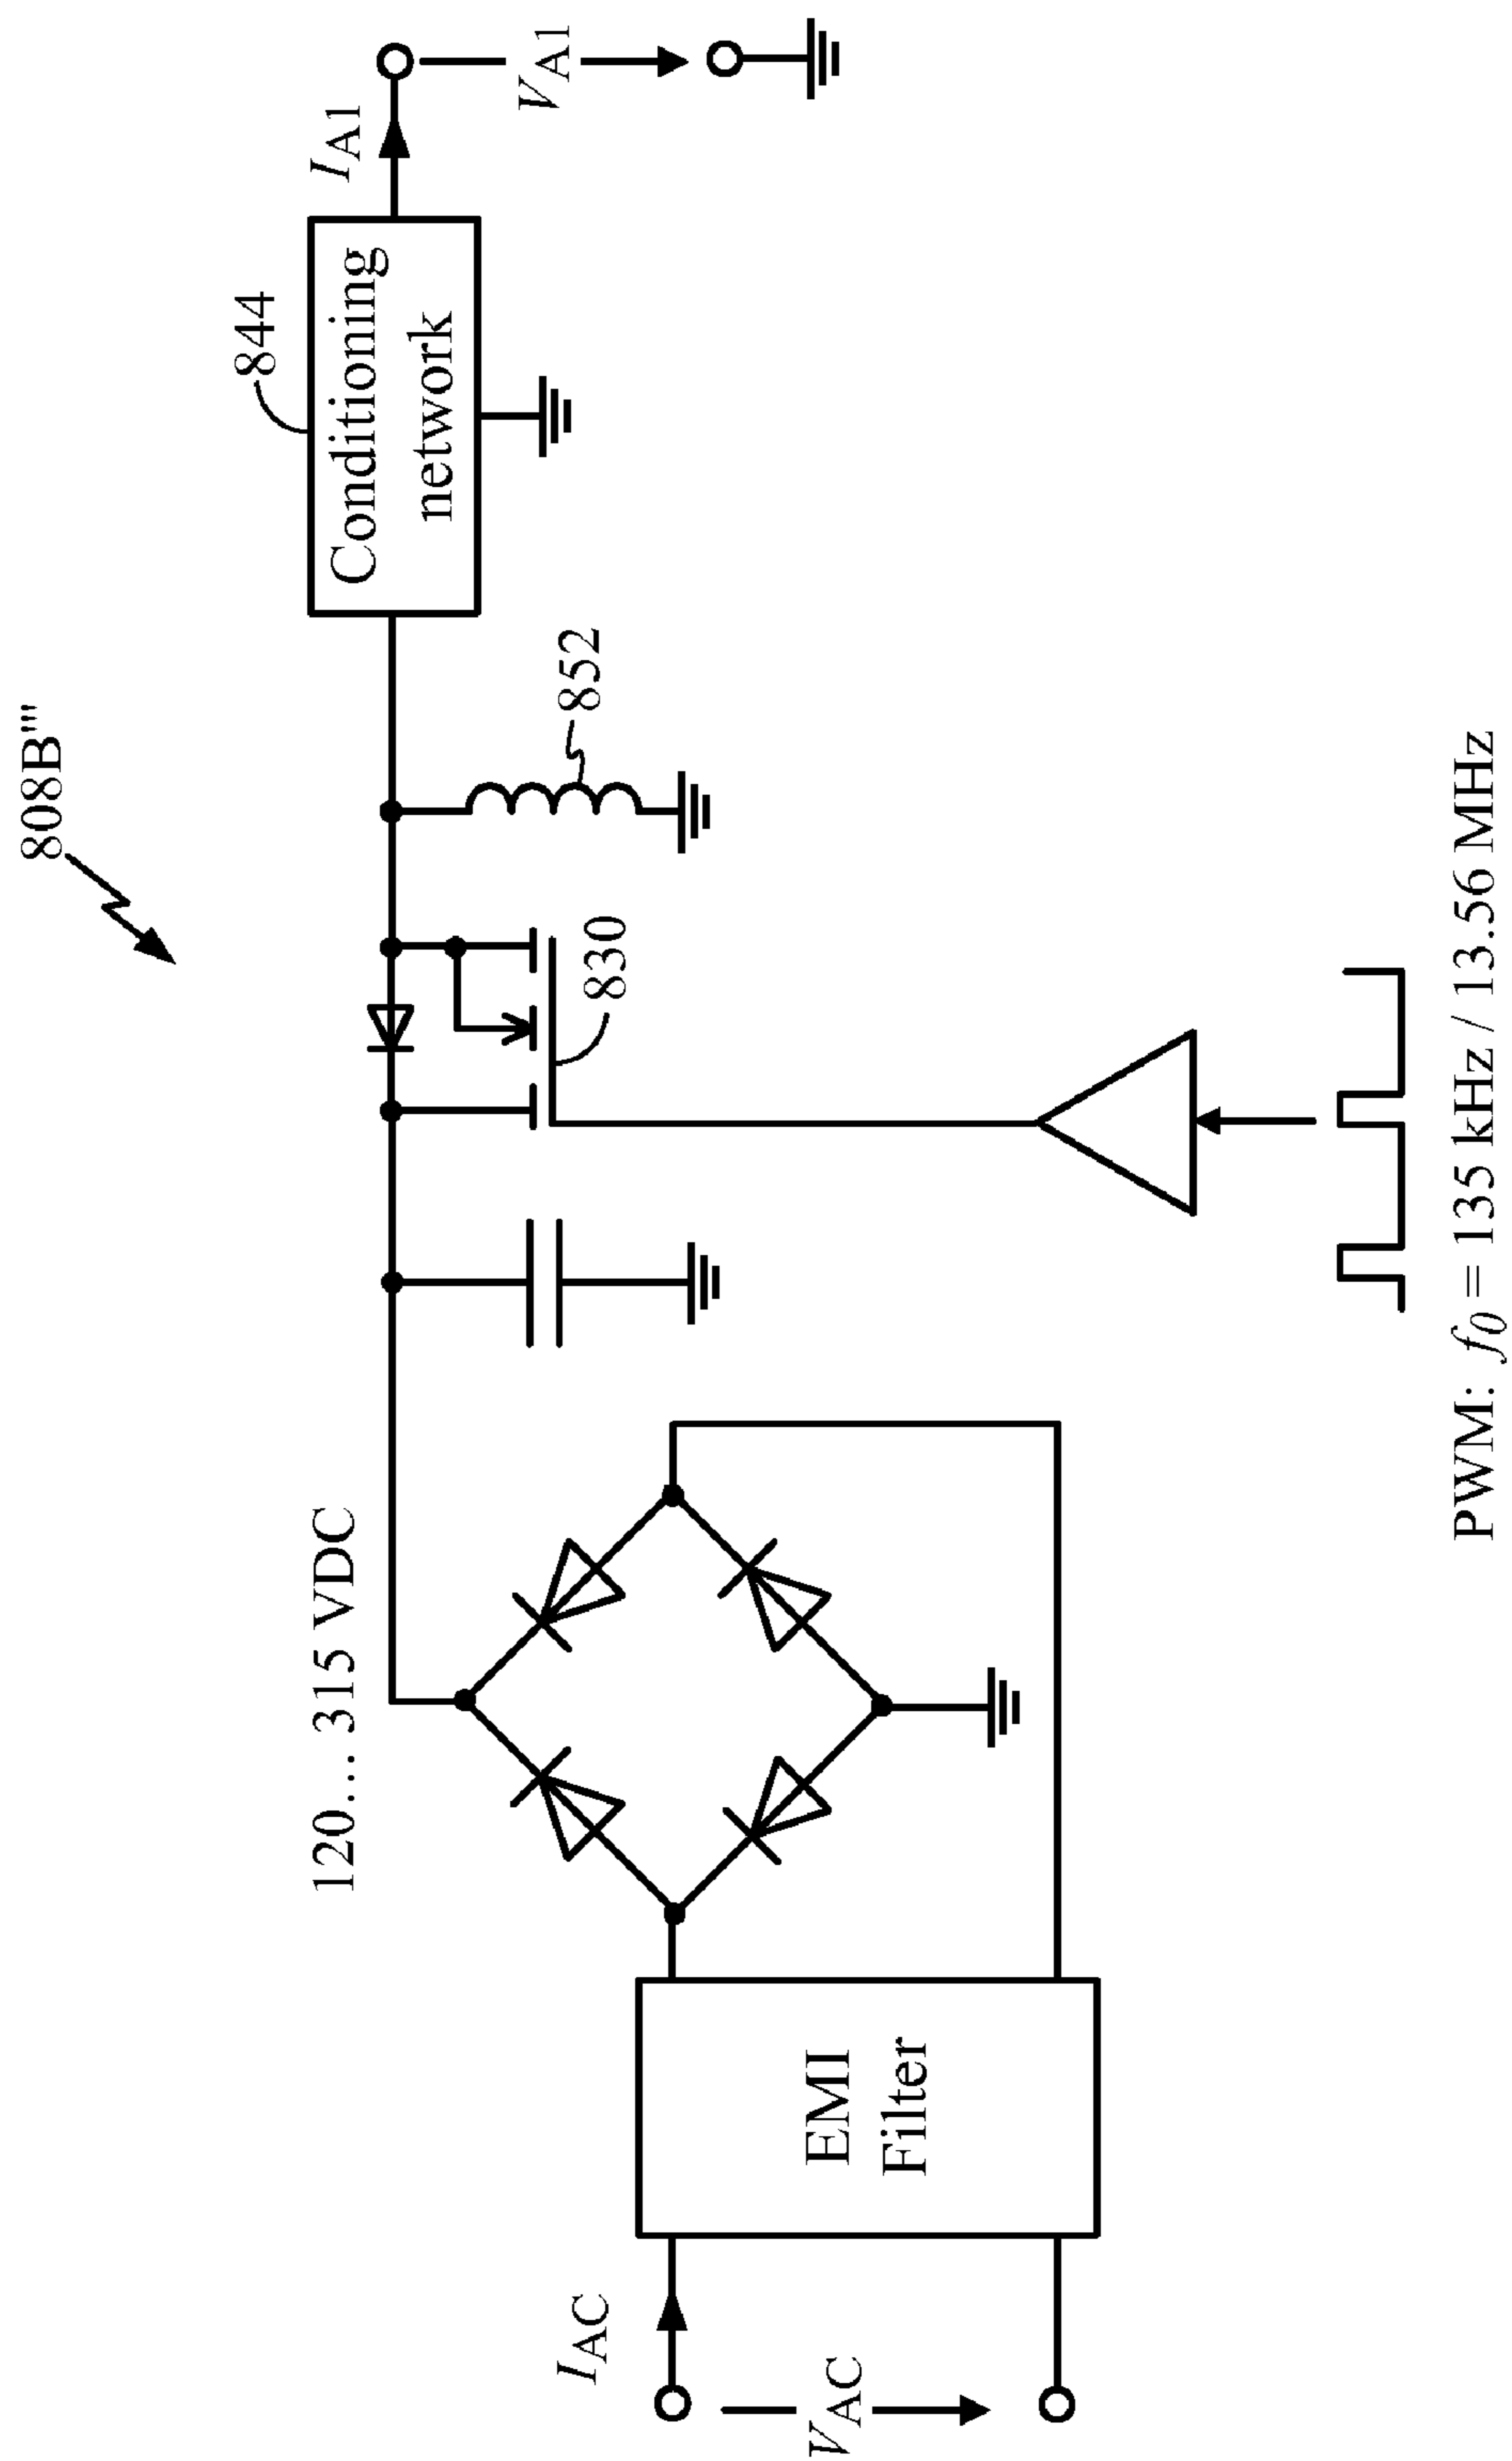 808B''''
844
Conditioning
network
I_A1
V_A1
852
830
120... 315 VDC
I_AC
V_AC
EMI
Filter
PWM: f_0 = 135 kHz / 13.56 MHz